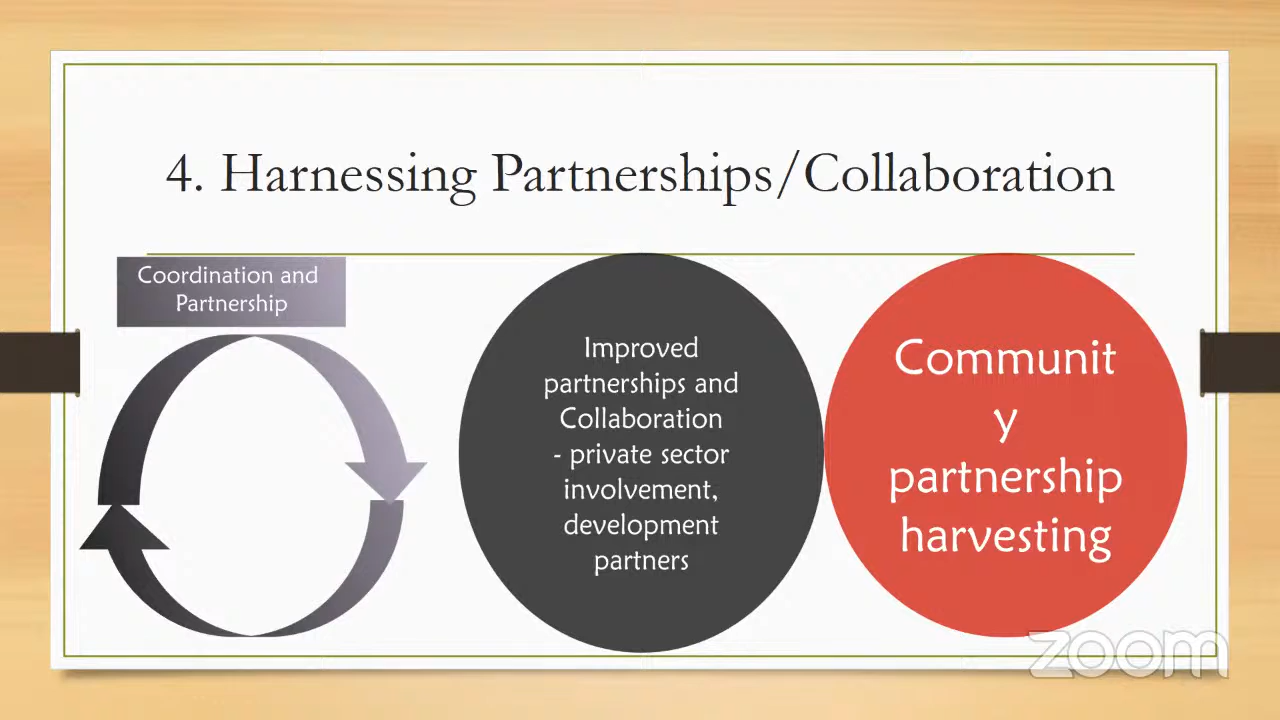 4. Harnessing Partnerships/Collaboration
Coordination and
Partnership
Improved
partnerships and
Collaboration
- private sector
involvement,
development
partners
Communit
y
partnership
harvesting
zoom